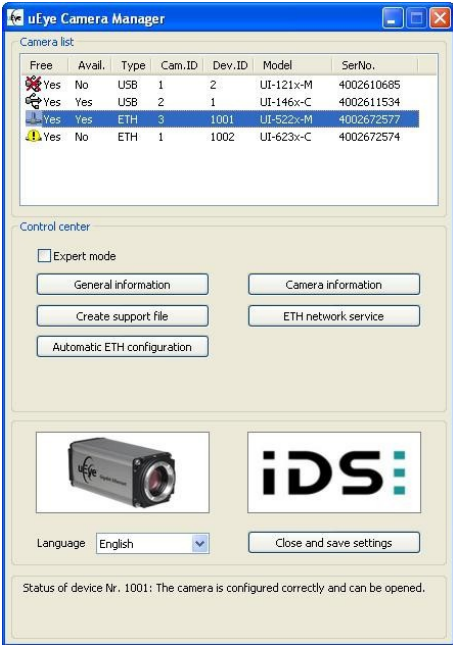 uEye Camera Manager
Camera list
Free Avail. Type Cam.ID Dev.ID Model SerNo.
Yes No USB 1 2 UI-121x-M 4002610685
Yes Yes USB 2 1 UI-146x-C 4002611534
Yes Yes ETH 3 1001 UI-522x-M 4002672577
Yes No ETH 1 1002 UI-623x-C 4002672574
Control center
Expert mode
General information Camera information
Create support file ETH network service
Automatic ETH configuration
uEye
iDS
Language English Close and save settings
Status of device Nr. 1001: The camera is configured correctly and can be opened.